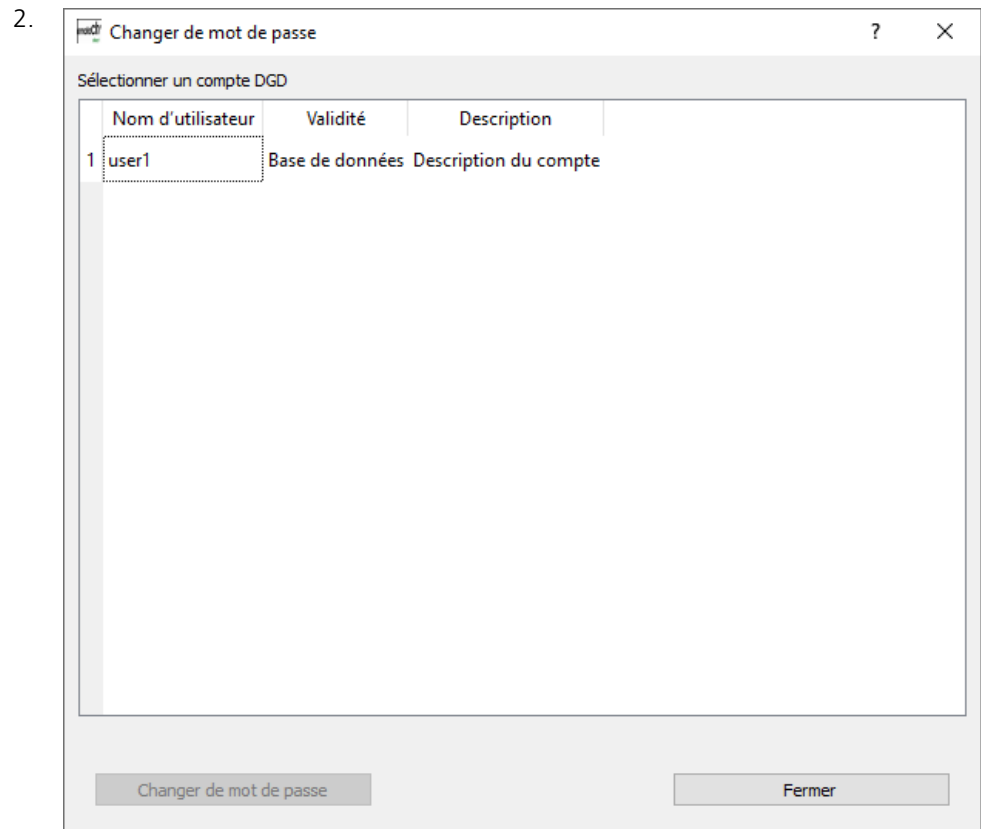 2.
Changer de mot de passe ?
Sélectionner un compte DGD
Nom d'utilisateur Validité Description
1 user1 Base de données Description du compte
Changer de mot de passe Fermer